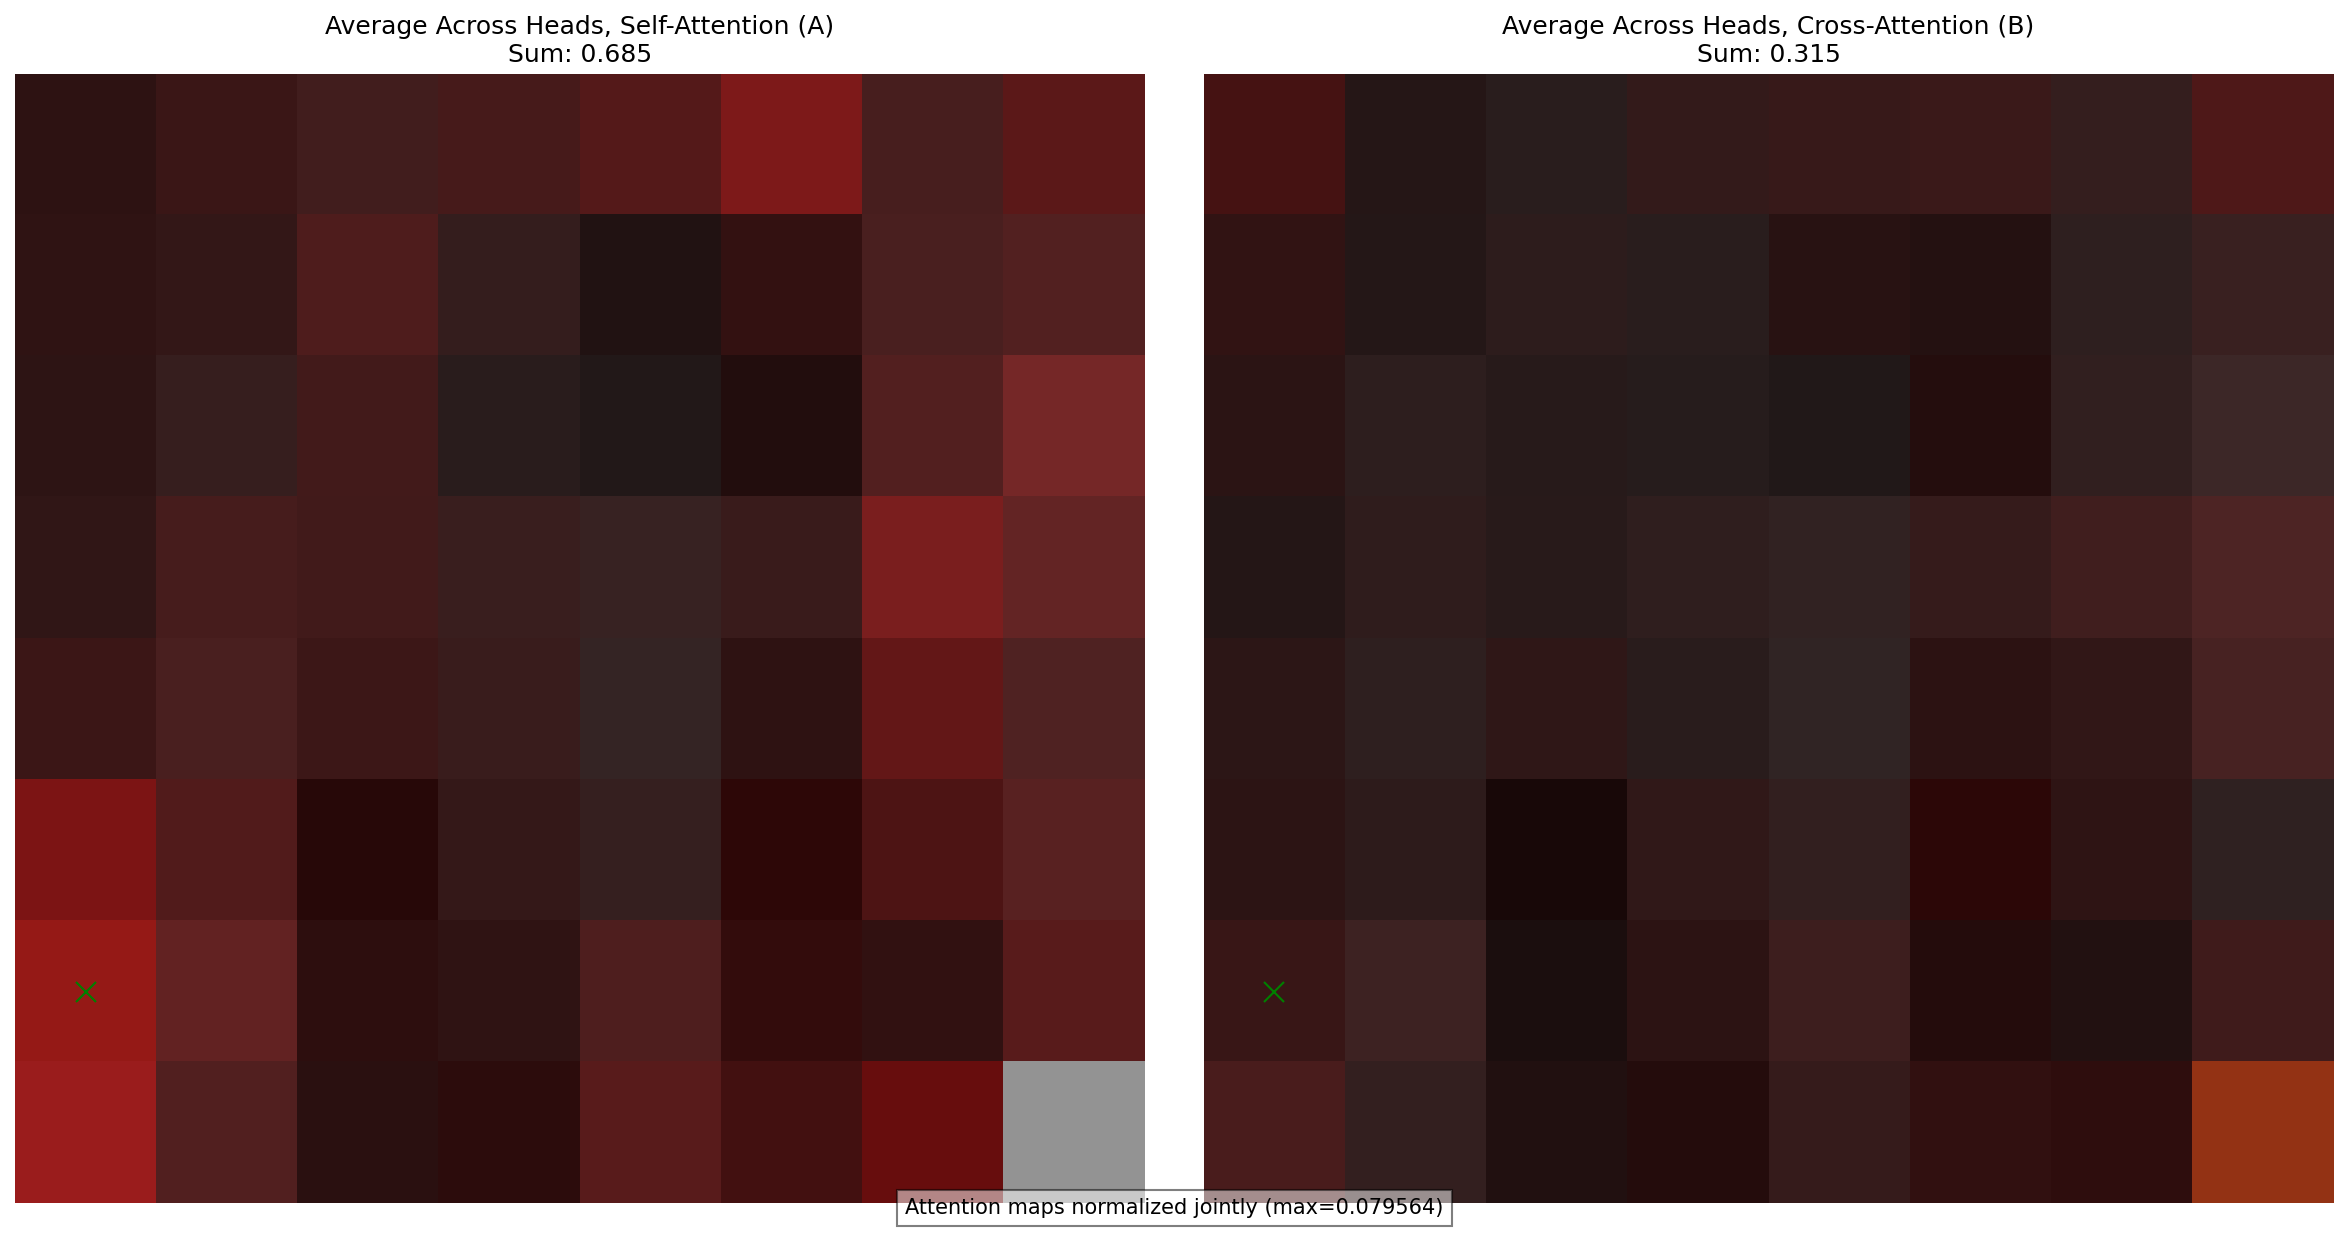 Average Across Heads, Self-Attention (A)
Sum: 0.685
Average Across Heads, Cross-Attention (B)
Sum: 0.315
Attention maps normalized jointly (max=0.079564)